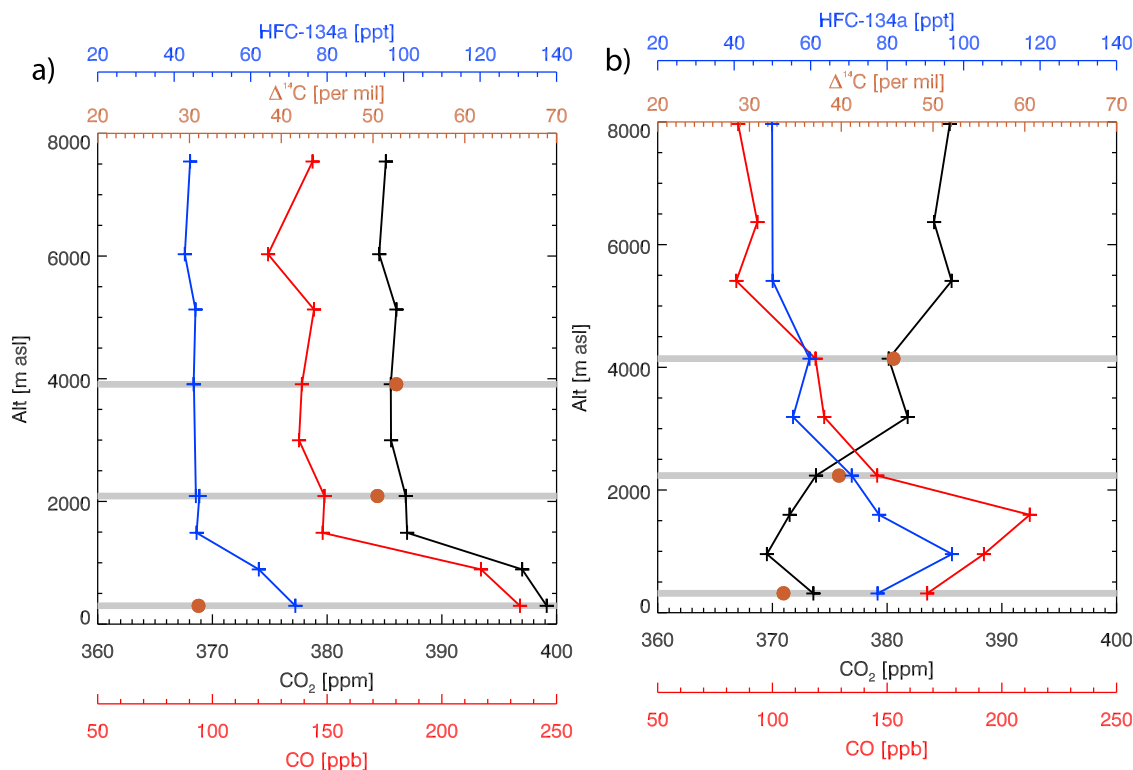 a)
HFC-134a [ppt]
20 40 60 80 100 120 140
Δ¹⁴C [per mil]
20 30 40 50 60 70
8000
6000
4000
2000
0
Alt [m asl]
360 370 380 390 400
CO₂ [ppm]
50 100 150 200 250
CO [ppb]
b)
HFC-134a [ppt]
20 40 60 80 100 120 140
Δ¹⁴C [per mil]
20 30 40 50 60 70
8000
6000
4000
2000
0
Alt [m asl]
360 370 380 390 400
CO₂ [ppm]
50 100 150 200 250
CO [ppb]